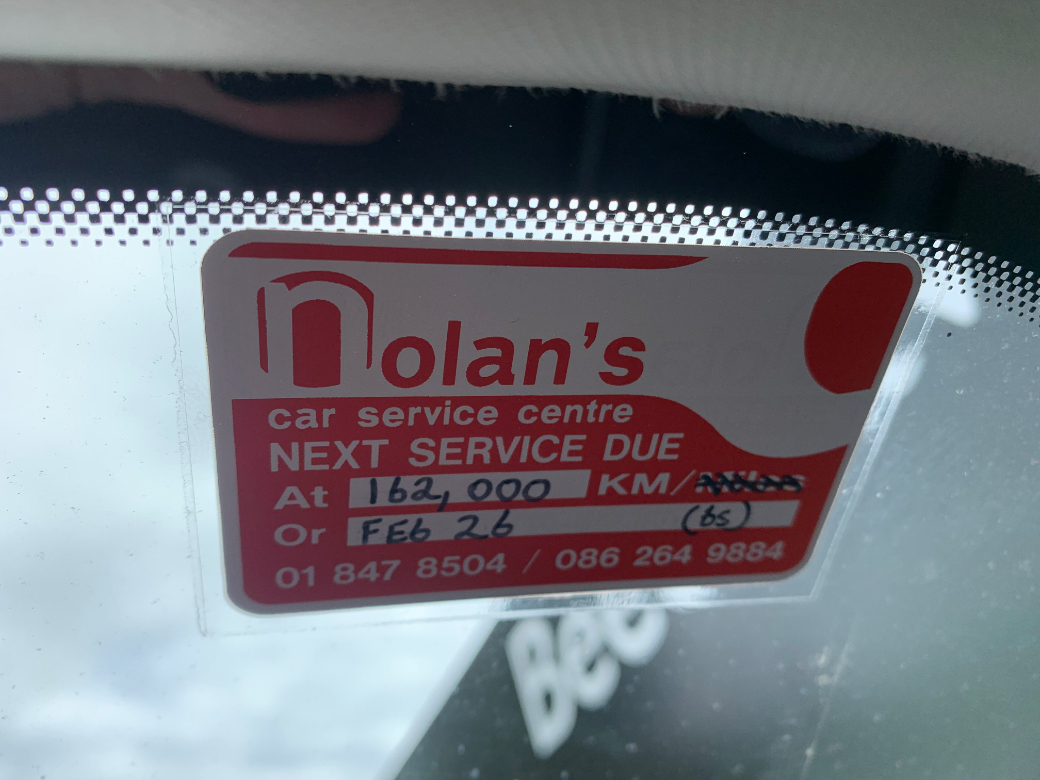 nolan's
car service centre
NEXT SERVICE DUE
At 162,000 KM/
Or FEB 26 (bs)
01 847 8504 / 086 264 9884